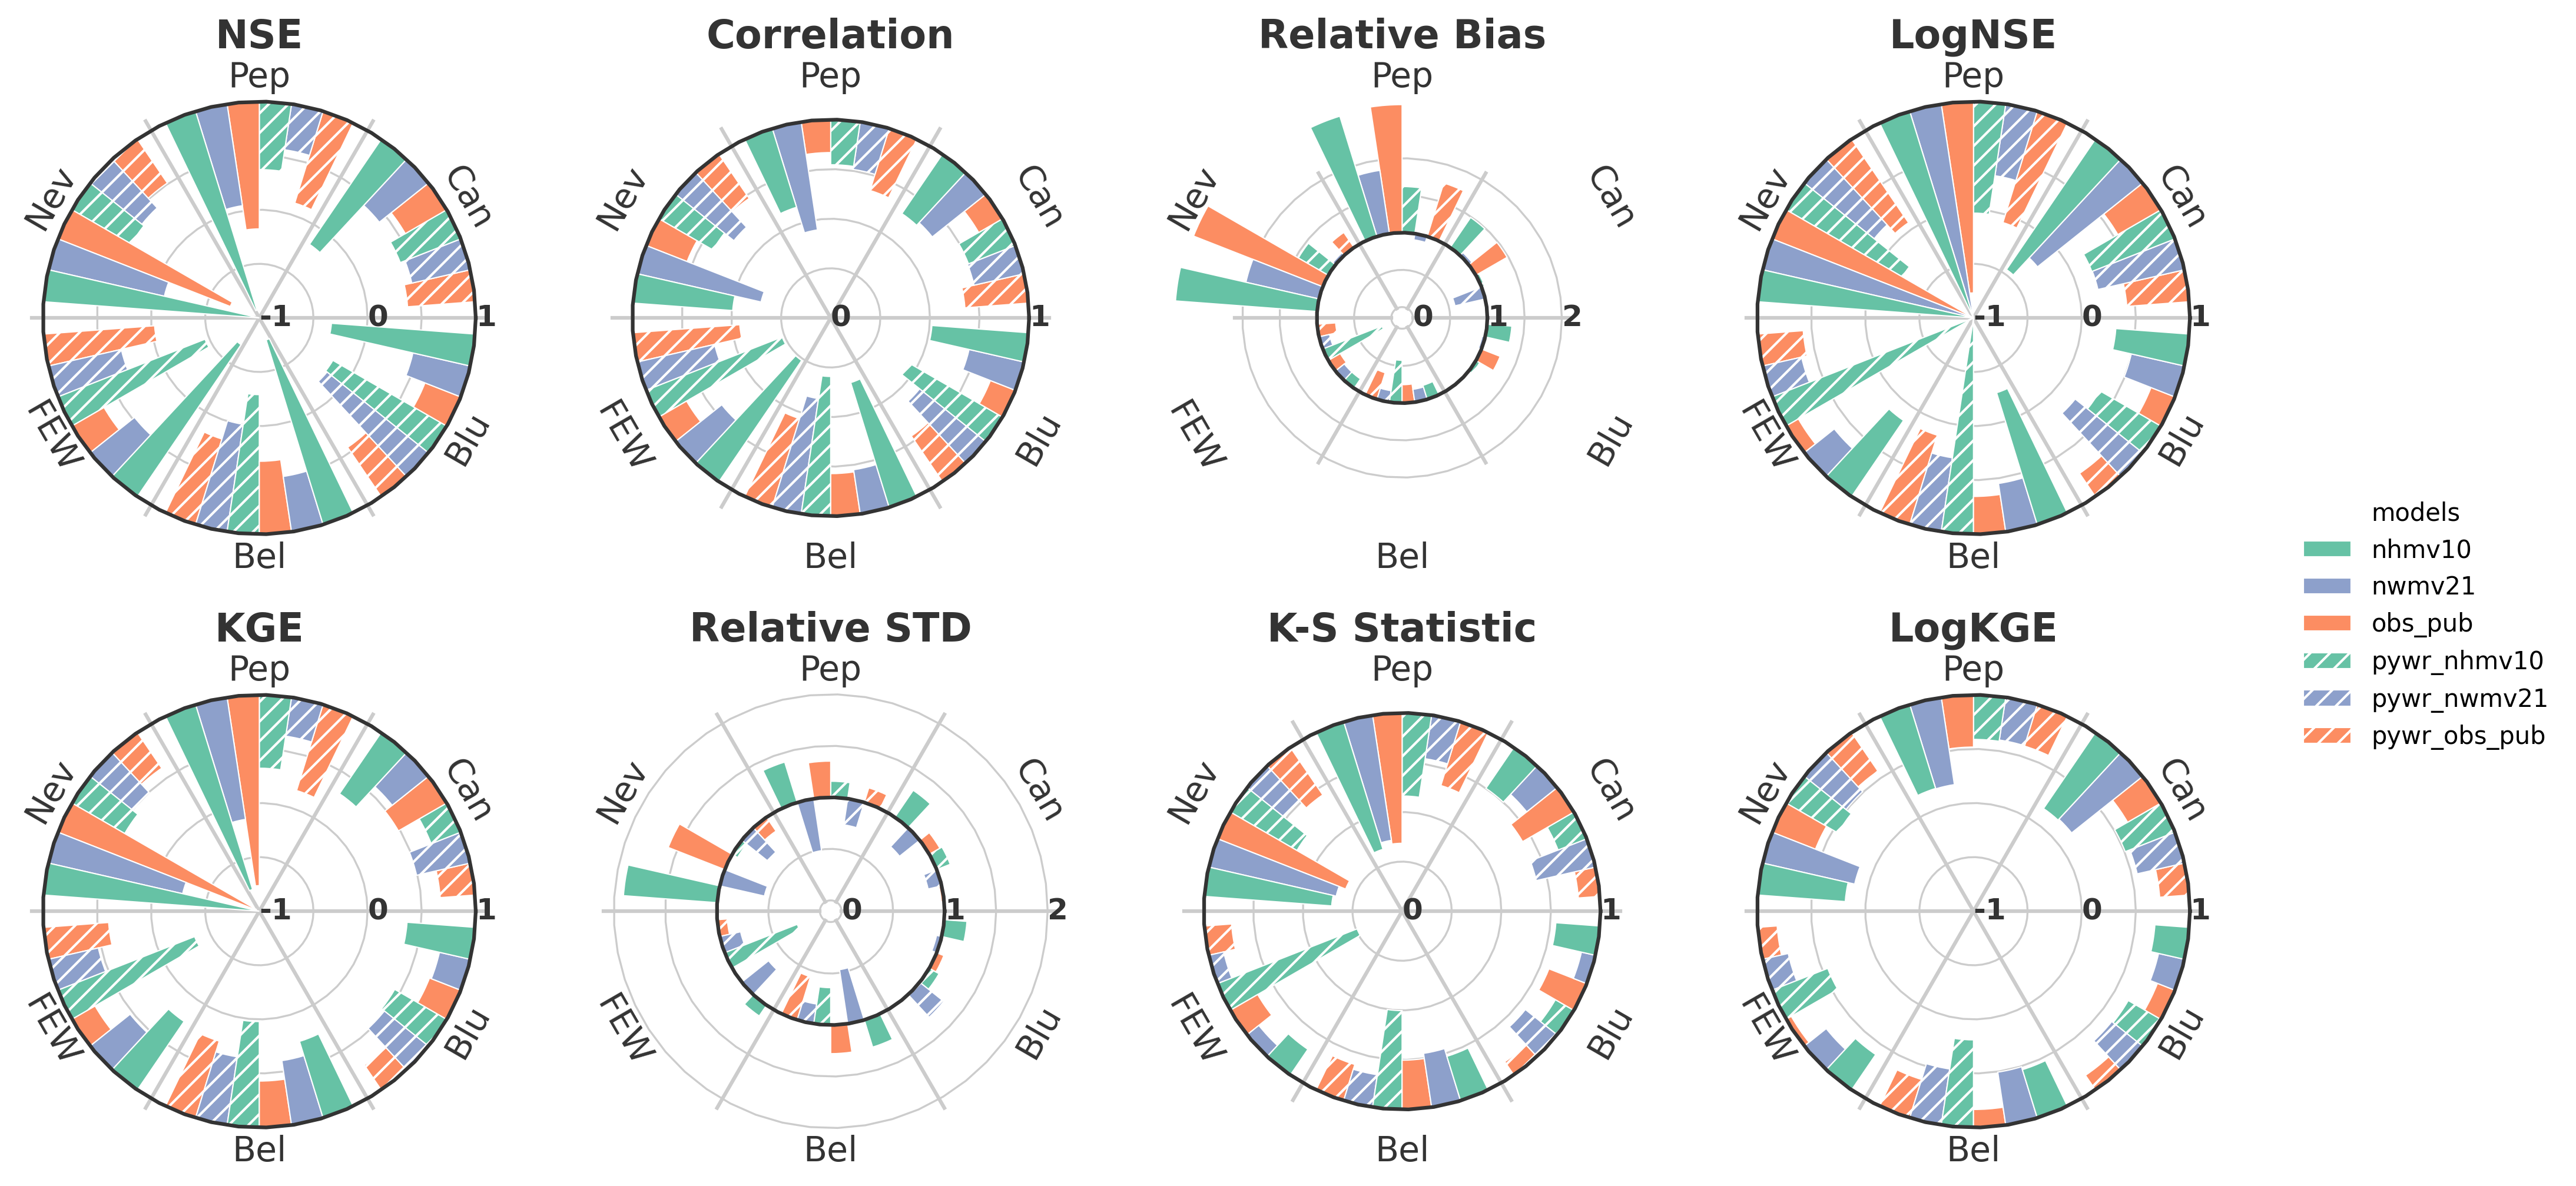 NSE
Pep
Can
Blu
Bel
FEW
Nev
-1
0
1
Correlation
Pep
Can
Blu
Bel
FEW
Nev
0
1
Relative Bias
Pep
Can
Blu
Bel
FEW
Nev
0
1
2
LogNSE
Pep
Can
Blu
Bel
FEW
Nev
-1
0
1
KGE
Pep
Can
Blu
Bel
FEW
Nev
-1
0
1
Relative STD
Pep
Can
Blu
Bel
FEW
Nev
0
1
2
K-S Statistic
Pep
Can
Blu
Bel
FEW
Nev
0
1
LogKGE
Pep
Can
Blu
Bel
FEW
Nev
-1
0
1
models
nhmv10
nwmv21
obs_pub
pywr_nhmv10
pywr_nwmv21
pywr_obs_pub